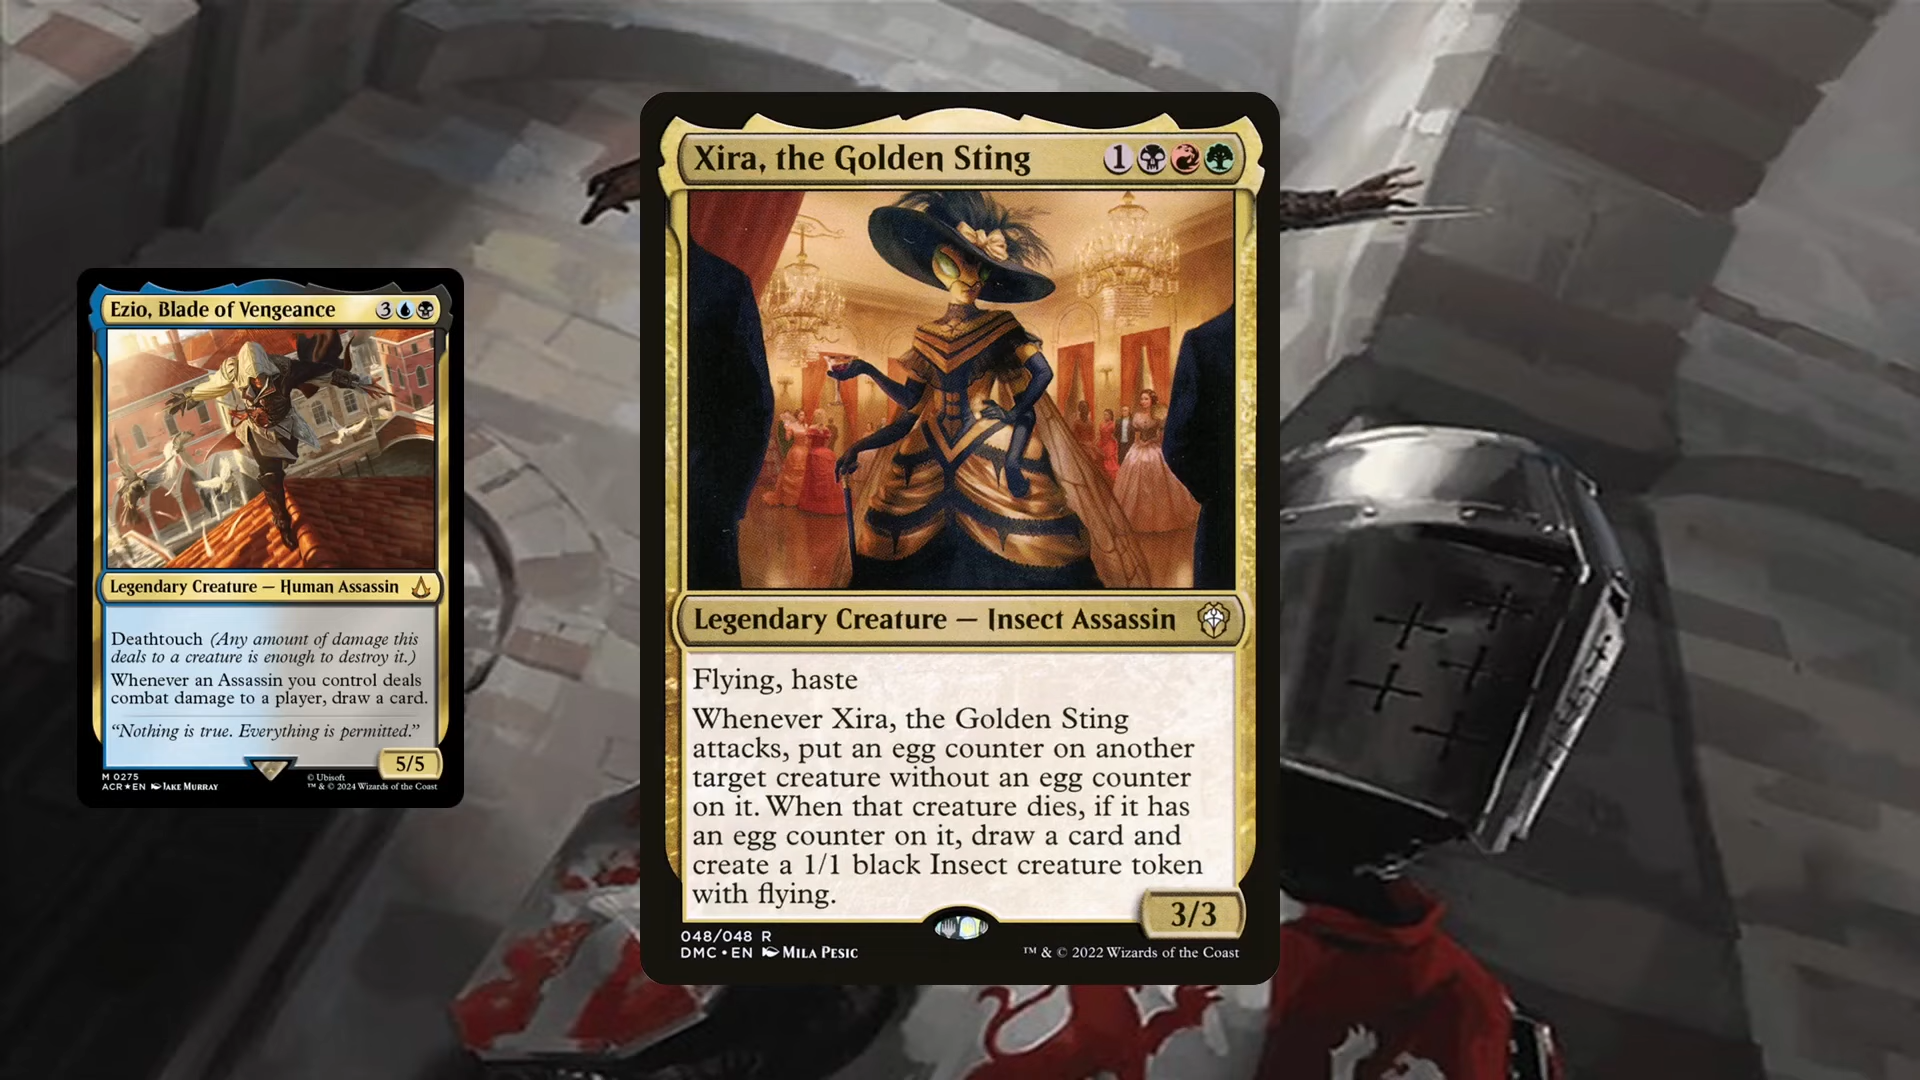 Ezio, Blade of Vengeance 3
Legendary Creature — Human Assassin
Deathtouch (Any amount of damage this
deals to a creature is enough to destroy it.)
Whenever an Assassin you control deals
combat damage to a player, draw a card.
“Nothing is true. Everything is permitted.”
5/5
M 0275
ACR★EN Jake Murray
© Ubisoft
™ & © 2024 Wizards of the Coast
Xira, the Golden Sting 1
Legendary Creature — Insect Assassin
Flying, haste
Whenever Xira, the Golden Sting
attacks, put an egg counter on another
target creature without an egg counter
on it. When that creature dies, if it has
an egg counter on it, draw a card and
create a 1/1 black Insect creature token
with flying.
3/3
048/048 R
DMC • EN Mila Pesic
™ & © 2022 Wizards of the Coast